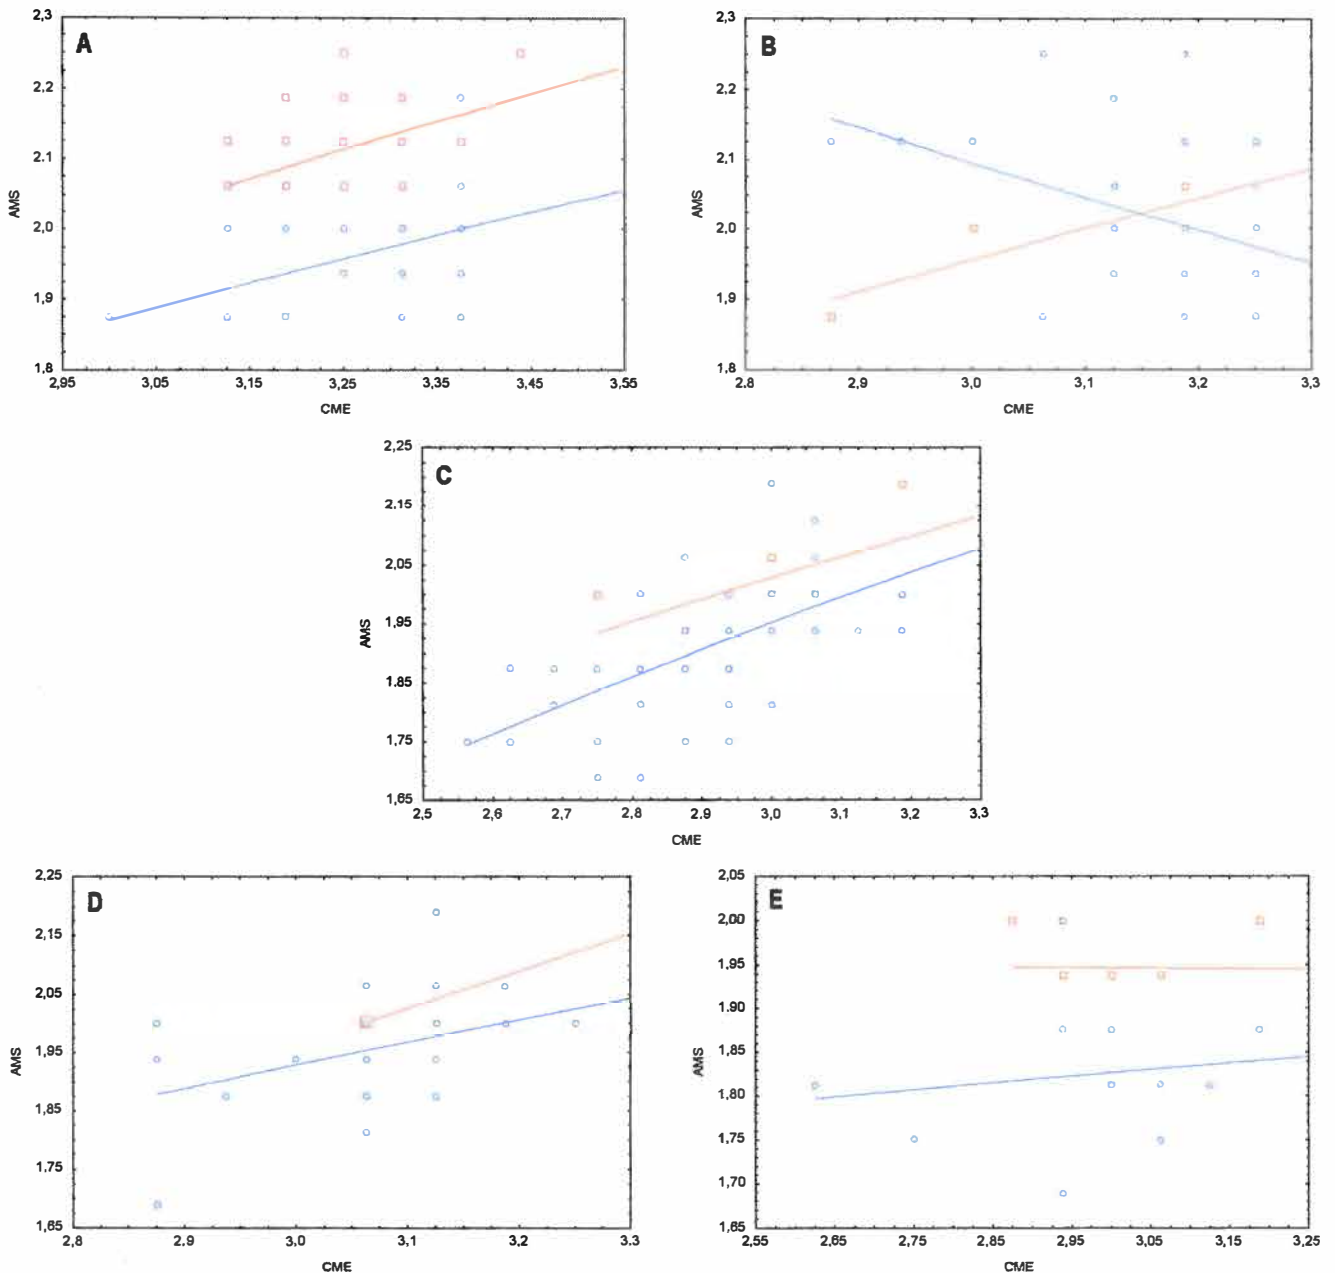 A
2,3
2,2
2,1
2,0
1,9
1,8
AMS
2,95 3,05 3,15 3,25 3,35 3,45 3,55
CME
B
2,3
2,2
2,1
2,0
1,9
1,8
AMS
2.8 2,9 3,0 3,1 3,2 3,3
CME
C
2,25
2,15
2,05
1,95
1.85
1,75
1,65
AMS
2,5 2,6 2,7 2,8 2,9 3,0 3,1 3,2 3,3
CME
D
2,25
2,15
2,05
1,95
1,85
1,75
1,65
AMS
2,8 2.9 3,0 3,1 3,2 3.3
CME
E
2,05
2,00
1,95
1,90
1,85
1,80
1,75
1,70
1,65
AMS
2,55 2,65 2,75 2,85 2,95 3,05 3,15 3,25
CME